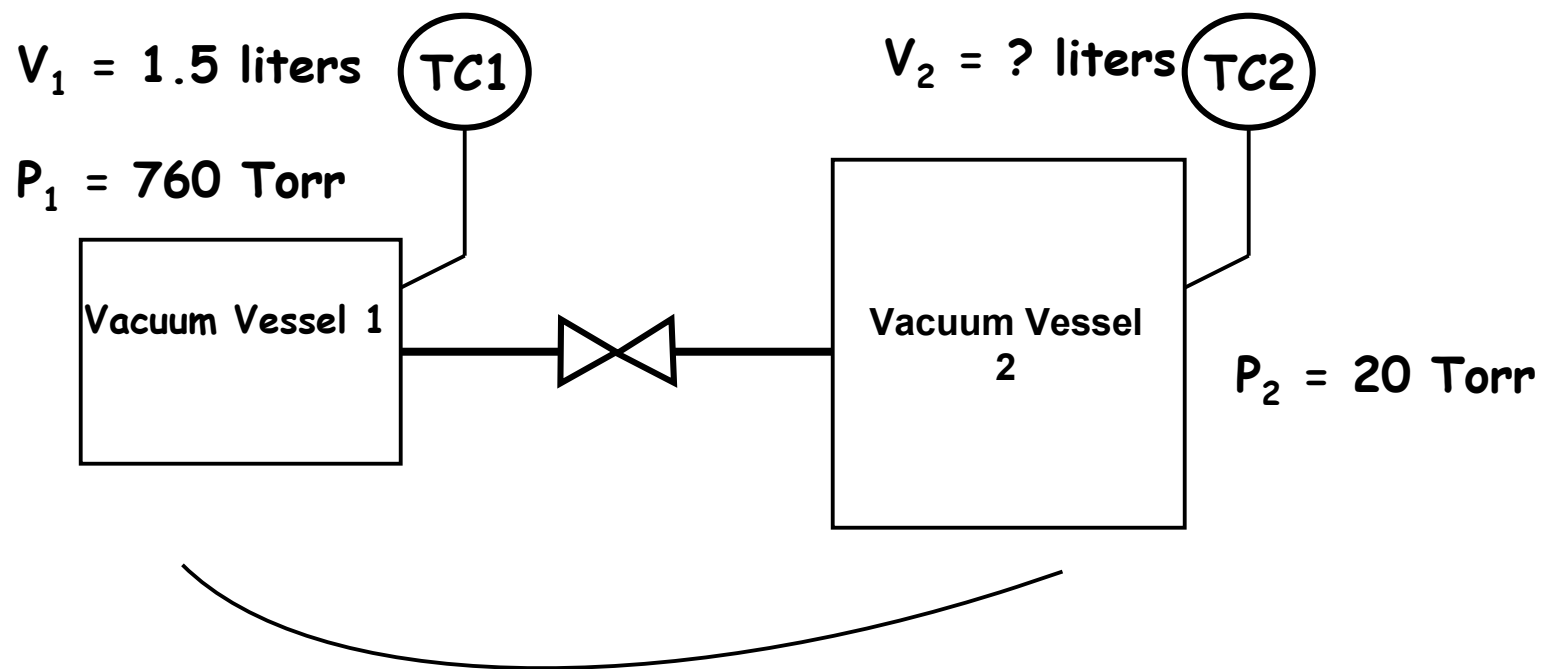 V₁ = 1.5 liters
TC1
V₂ = ? liters
TC2
P₁ = 760 Torr
Vacuum Vessel 1
Vacuum Vessel
2
P₂ = 20 Torr